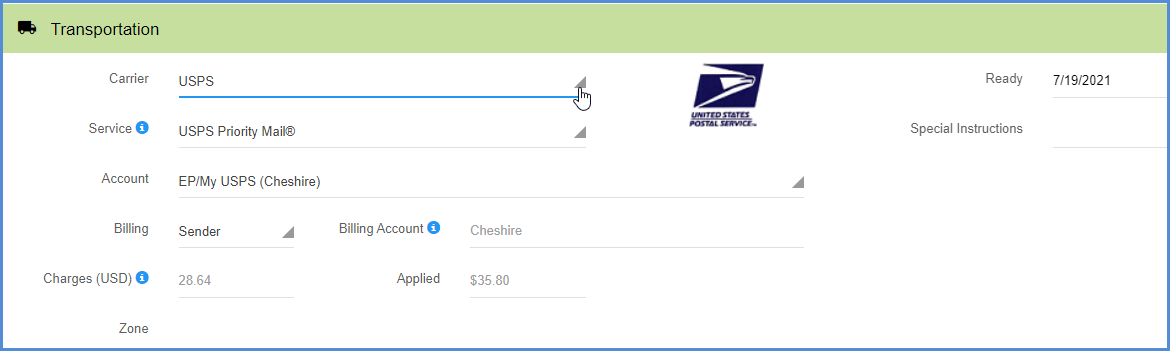 Transportation
Carrier USPS Ready 7/19/2021
UNITED STATES
POSTAL SERVICE™
Service USPS Priority Mail® Special Instructions
Account EP/My USPS (Cheshire)
Billing Sender Billing Account Cheshire
Charges (USD) 28.64 Applied $35.80
Zone